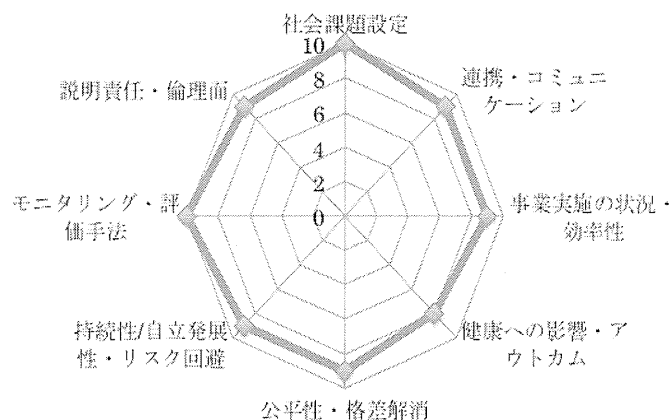 社会課題設定
連携・コミュニ
ケーション
事業実施の状況・
効率性
健康への影響・ア
ウトカム
公平性・格差解消
持続性/自立発展
性・リスク回避
モニタリング・評
価手法
説明責任・倫理面
10
8
6
4
2
0